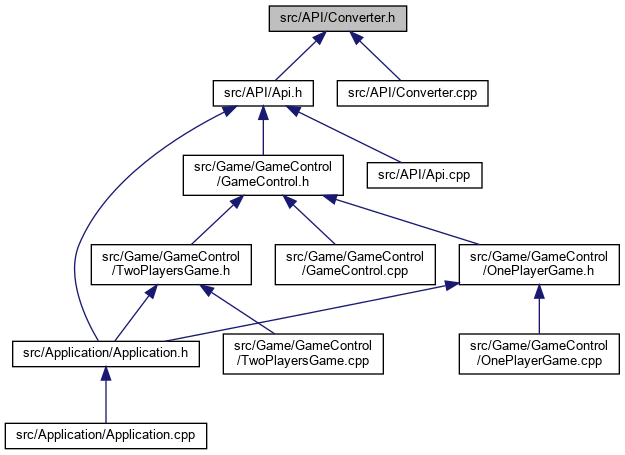 src/API/Converter.h
src/API/Api.h
src/API/Converter.cpp
src/Game/GameControl
/GameControl.h
src/API/Api.cpp
src/Game/GameControl
/TwoPlayersGame.h
src/Game/GameControl
/GameControl.cpp
src/Game/GameControl
/OnePlayerGame.h
src/Application/Application.h
src/Game/GameControl
/TwoPlayersGame.cpp
src/Game/GameControl
/OnePlayerGame.cpp
src/Application/Application.cpp